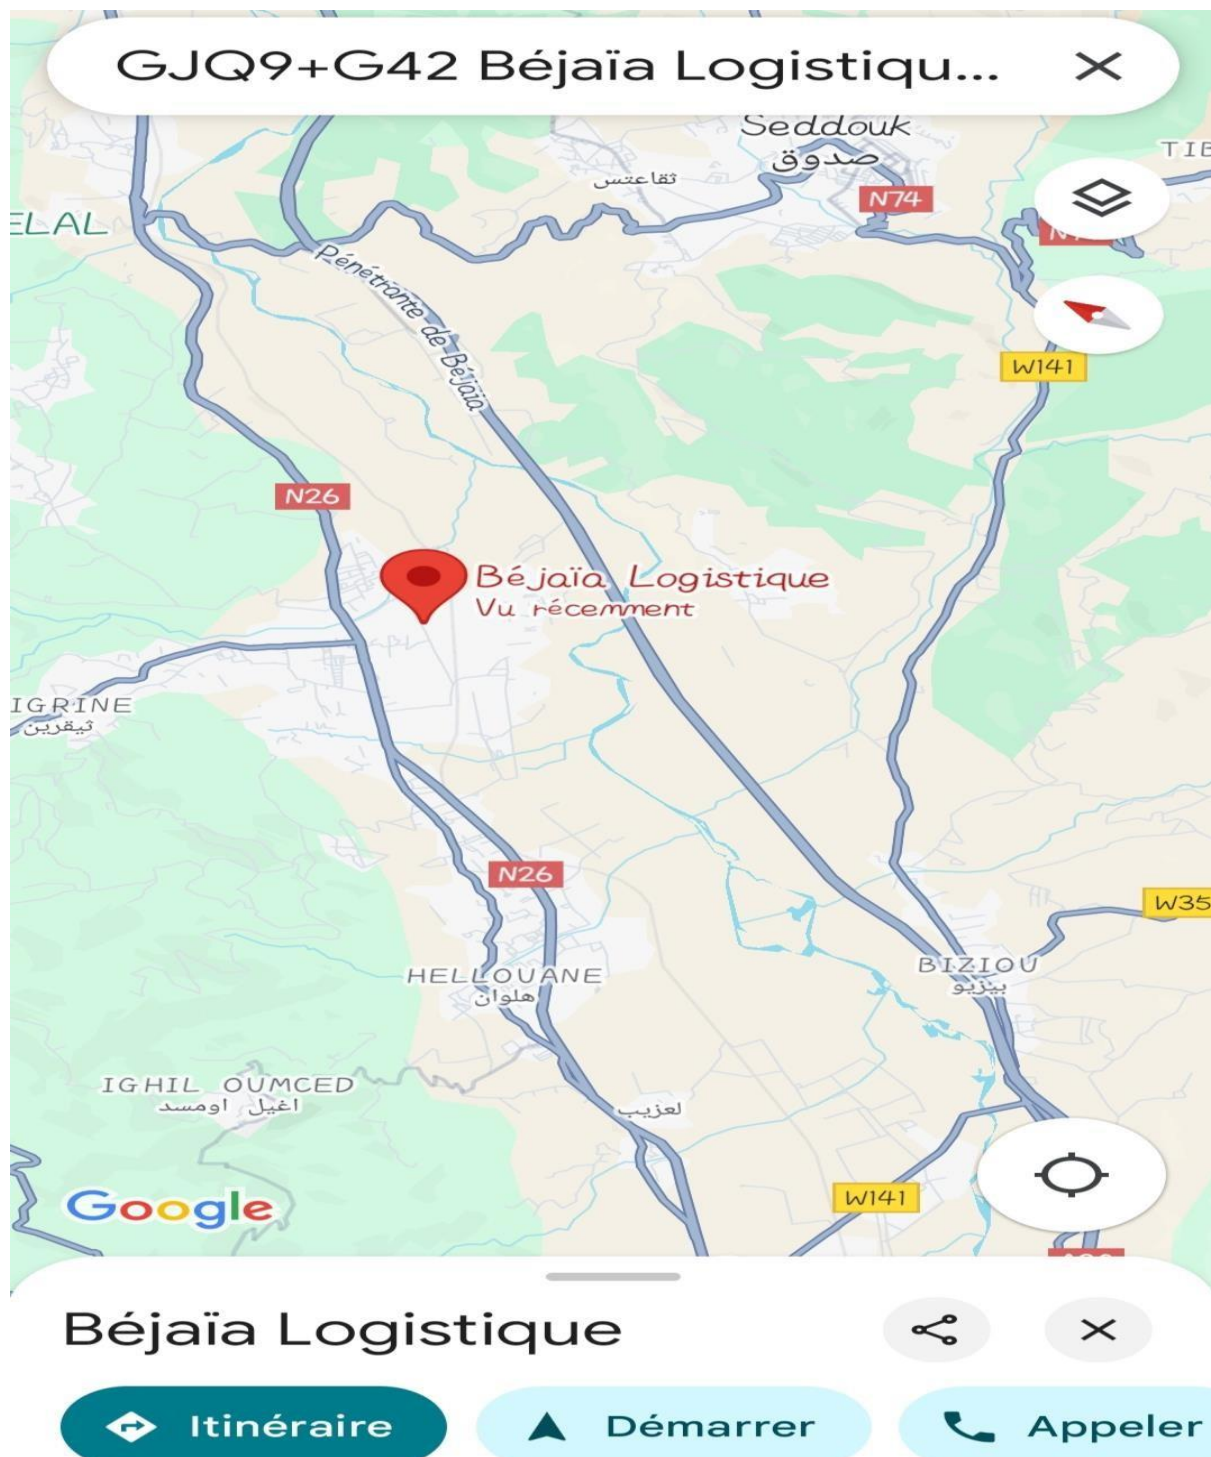 GJQ9+G42 Béjaïa Logistiqu...
Seddouk
صدوق
ثقاعتس
N74
ELAL
Pénétrante de Béjaïa
W141
N26
Béjaïa Logistique
Vu récemment
IGRINE
ثيقرين
N26
W35
HELLOUANE
هلوان
BIZIOU
بيزيو
IGHIL OUMCED
اغيل اومسد
لعزيب
Google
W141
Béjaïa Logistique
Itinéraire
Démarrer
Appeler